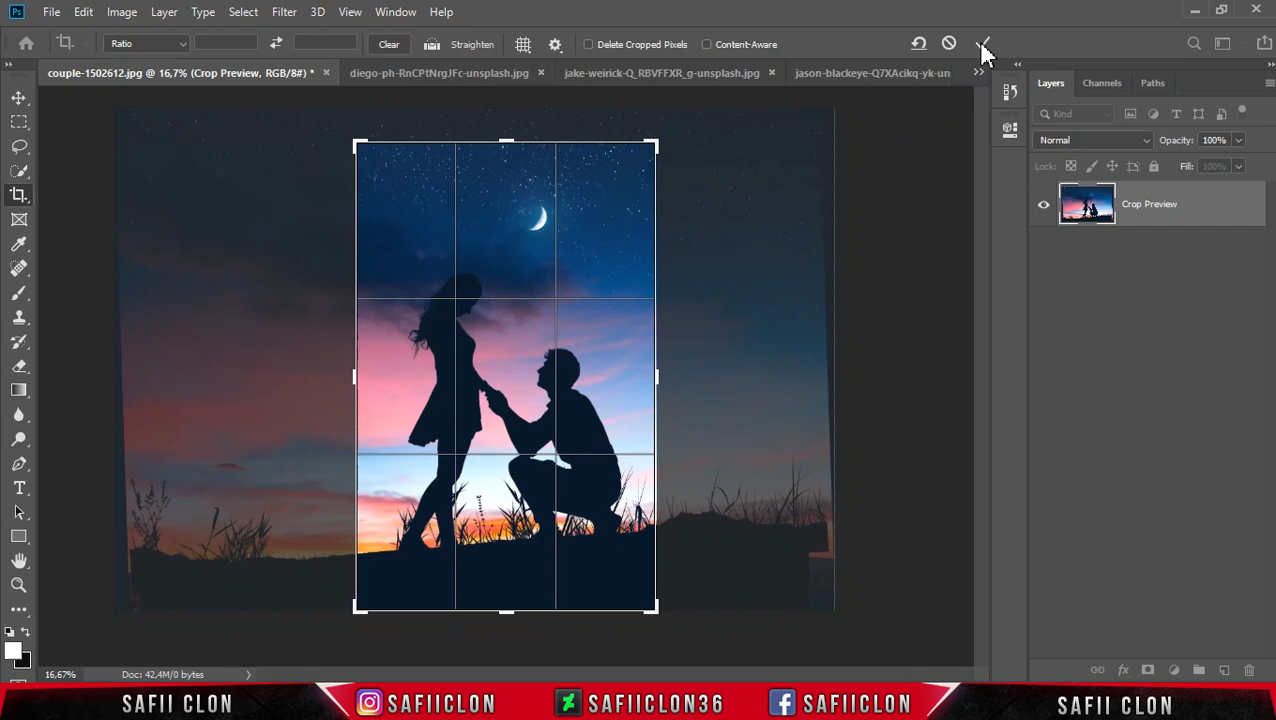 Ps File Edit Image Layer Type Select Filter 3D View Window Help
Ratio Clear Straighten Delete Cropped Pixels Content-Aware
couple-1502612.jpg @ 16,7% (Crop Preview, RGB/8#) * × diego-ph-RnCPtNrgJFc-unsplash.jpg × jake-weirick-Q_RBVFFXR_g-unsplash.jpg × jason-blackeye-Q7XAcikq-yk-uns
Layers Channels Paths
Kind
Normal Opacity: 100%
Lock: Fill: 100%
Crop Preview
16,67% Doc: 42,4M/0 bytes
SAFII CLON SAFIICLON SAFIICLON36 SAFIICLON SAFII CLON